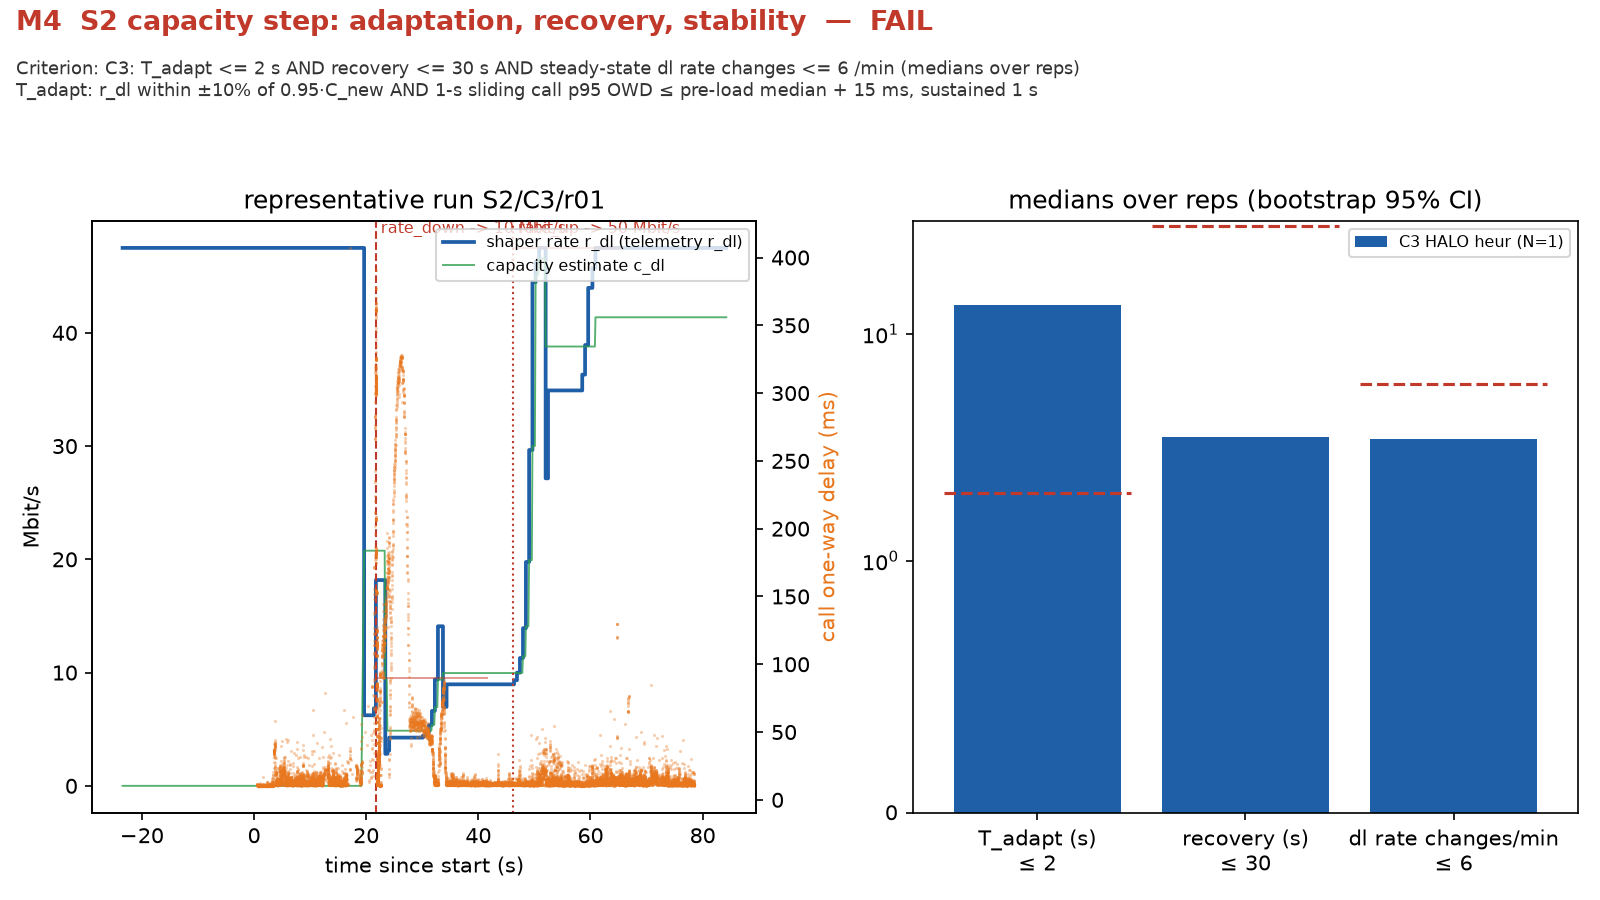 M4 S2 capacity step: adaptation, recovery, stability — FAIL
Criterion: C3: T_adapt <= 2 s AND recovery <= 30 s AND steady-state dl rate changes <= 6 /min (medians over reps)
T_adapt: r_dl within ±10% of 0.95·C_new AND 1-s sliding call p95 OWD ≤ pre-load median + 15 ms, sustained 1 s
representative run S2/C3/r01
rate_down -> 10 Mbit/s
-> 50 Mbit/s
shaper rate r_dl (telemetry r_dl)
capacity estimate c_dl
Mbit/s
40
30
20
10
0
400
350
300
250
200
150
100
50
0
call one-way delay (ms)
−20
0
20
40
60
80
time since start (s)
medians over reps (bootstrap 95% CI)
C3 HALO heur (N=1)
10¹
10⁰
0
T_adapt (s)
≤ 2
recovery (s)
≤ 30
dl rate changes/min
≤ 6